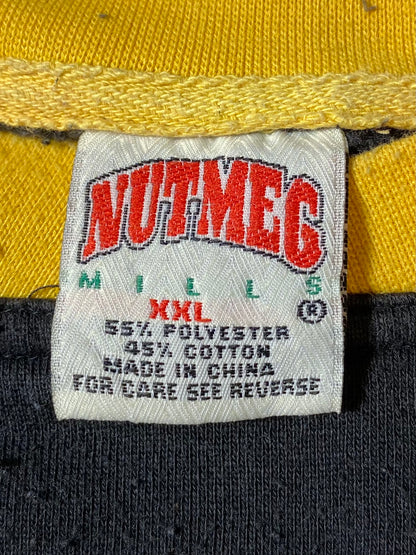 NUTMEG
MILLS
XXL ®
55% POLYESTER
45% COTTON
MADE IN CHINA
FOR CARE SEE REVERSE